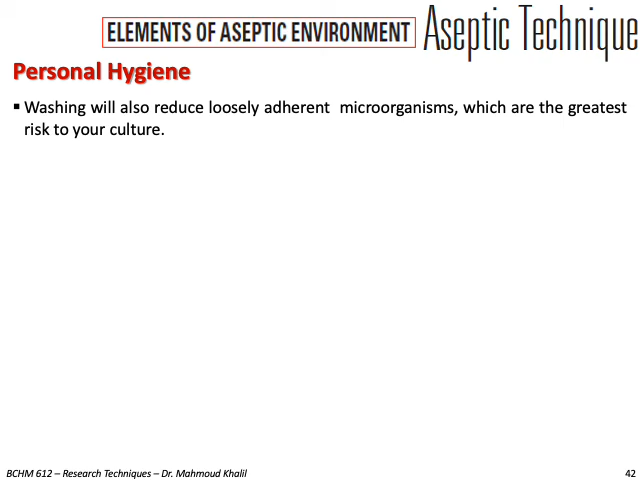 ELEMENTS OF ASEPTIC ENVIRONMENT Aseptic Technique
Personal Hygiene
▪ Washing will also reduce loosely adherent  microorganisms, which are the greatest
risk to your culture.
BCHM 612 – Research Techniques – Dr. Mahmoud Khalil 42